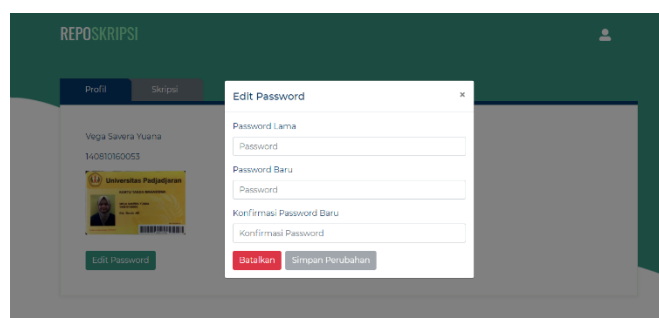 REPOSKRIPSI
Profil
Skripsi
Vega Savera Yuana
140810160053
Universitas Padjadjaran
Edit Password
Edit Password
×
Password Lama
Password
Password Baru
Password
Konfirmasi Password Baru
Konfirmasi Password
Batalkan
Simpan Perubahan